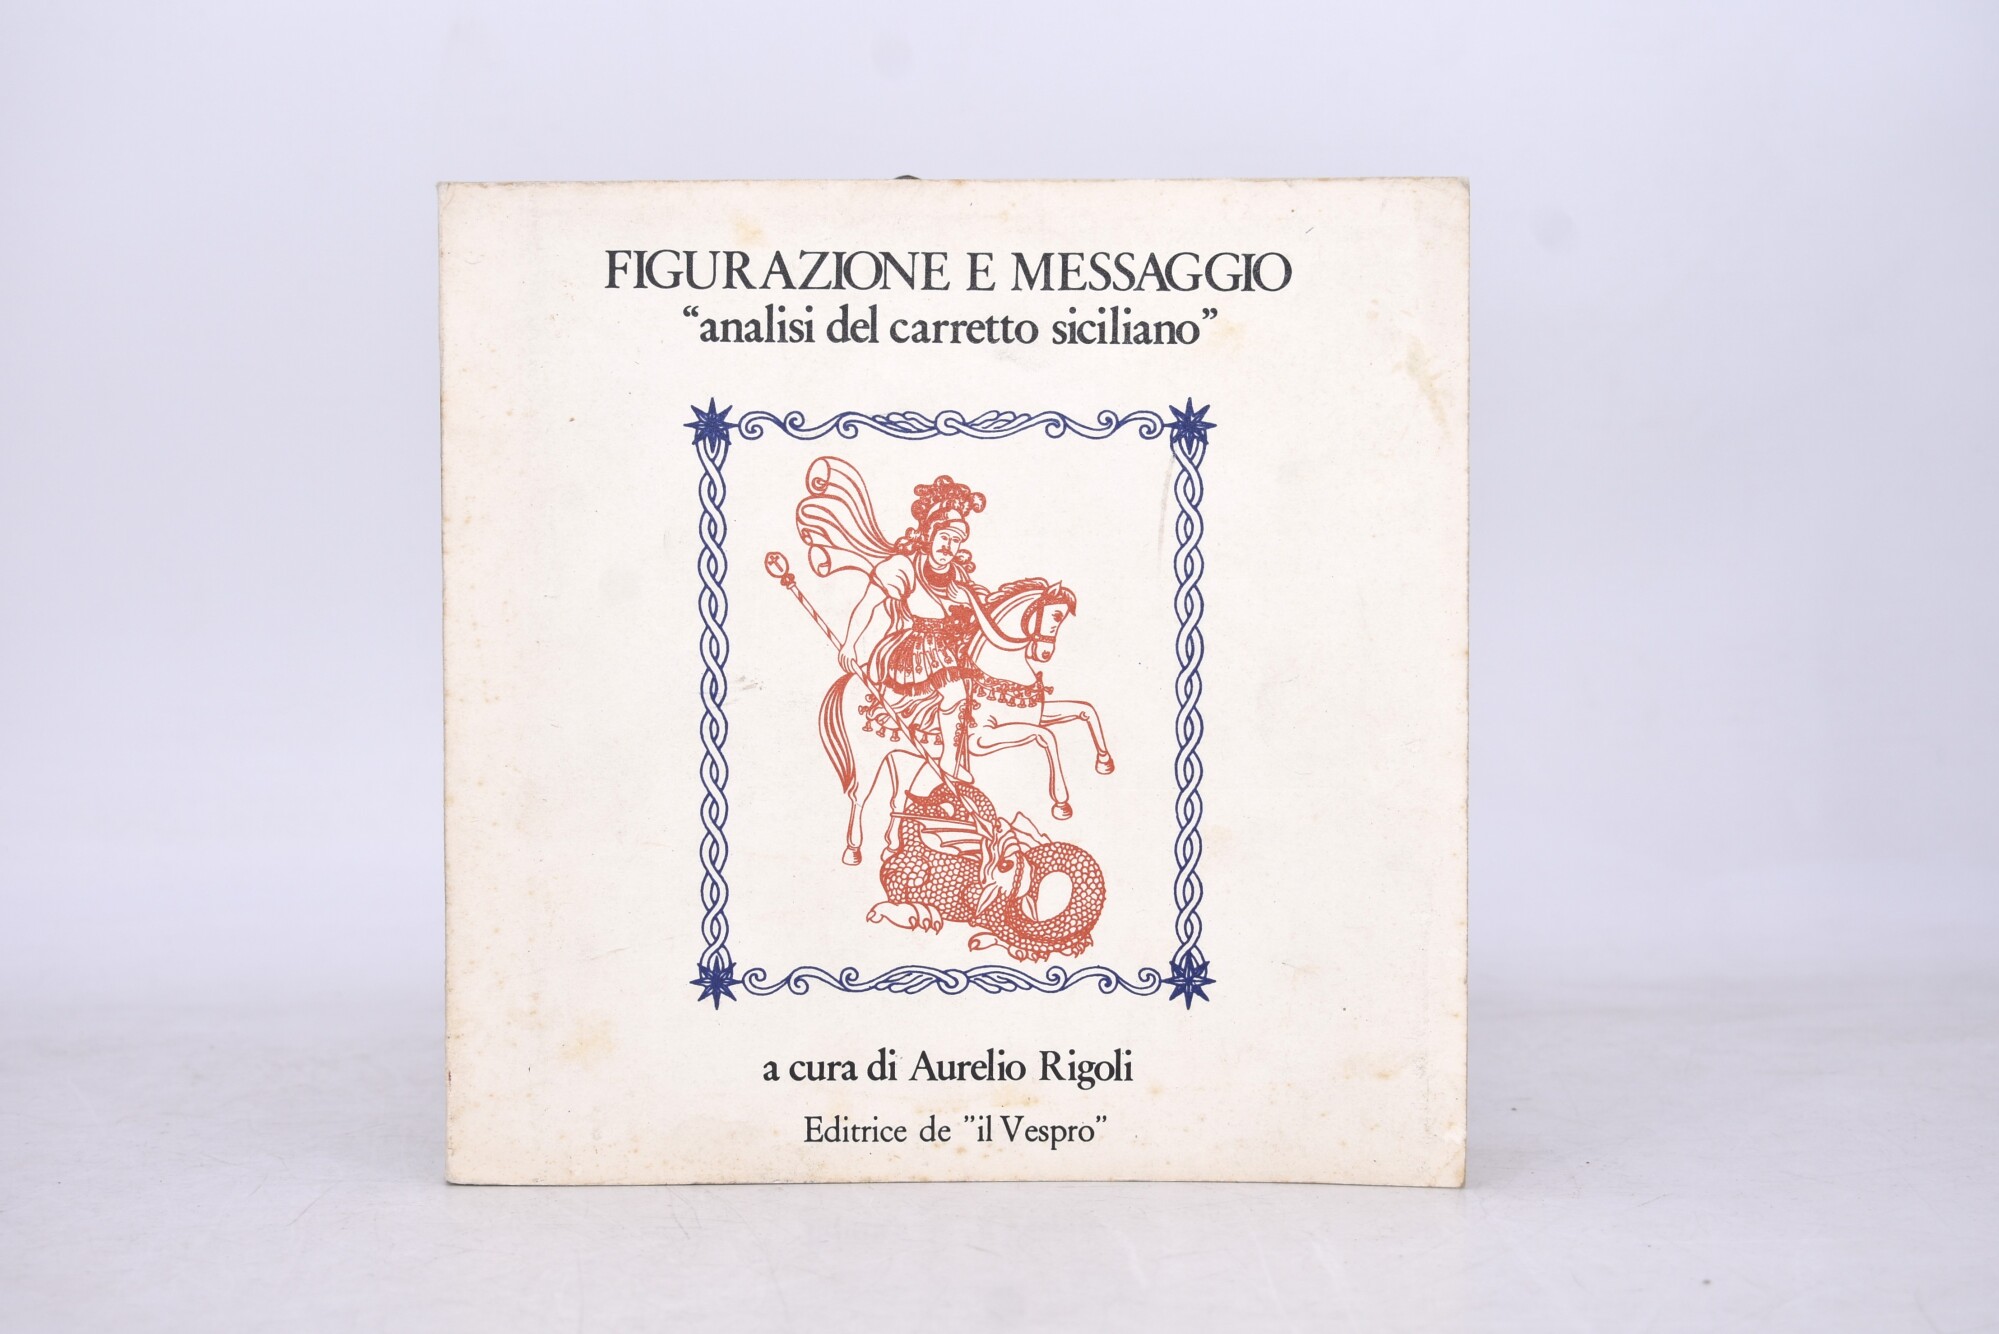 FIGURAZIONE E MESSAGGIO
“analisi del carretto siciliano”
a cura di Aurelio Rigoli
Editrice de ”il Vespro”